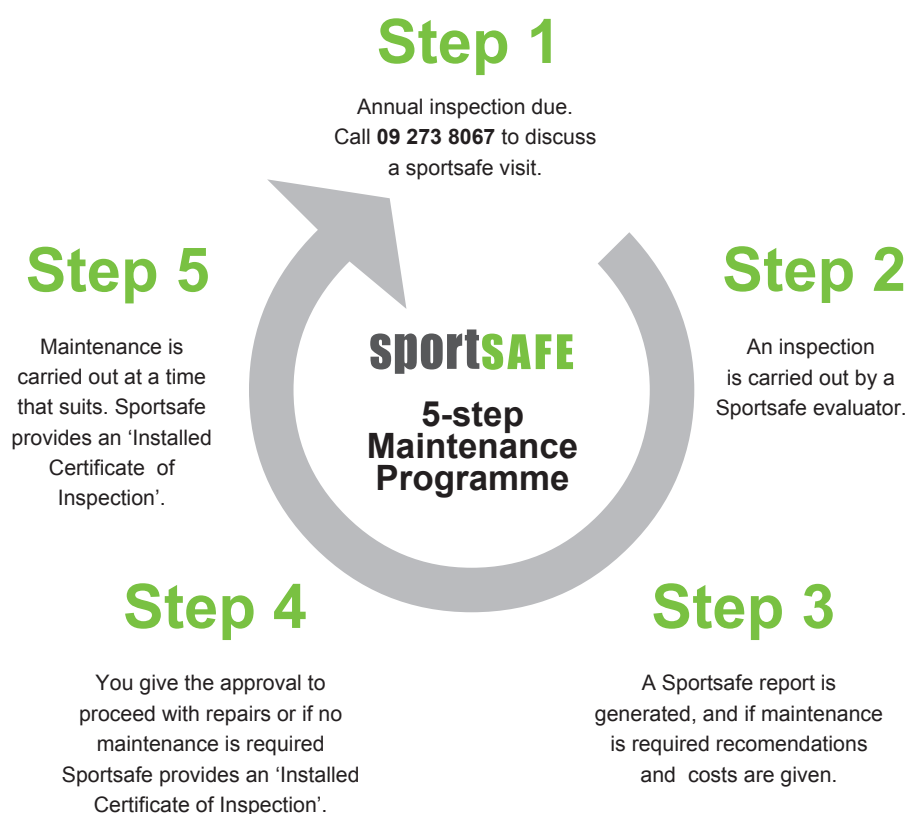 Step 1
Annual inspection due.
Call 09 273 8067 to discuss
a sportsafe visit.
Step 2
An inspection
is carried out by a
Sportsafe evaluator.
Step 3
A Sportsafe report is
generated, and if maintenance
is required recomendations
and costs are given.
Step 4
You give the approval to
proceed with repairs or if no
maintenance is required
Sportsafe provides an ‘Installed
Certificate of Inspection’.
Step 5
Maintenance is
carried out at a time
that suits. Sportsafe
provides an ‘Installed
Certificate of
Inspection’.
sportSAFE
5-step
Maintenance
Programme